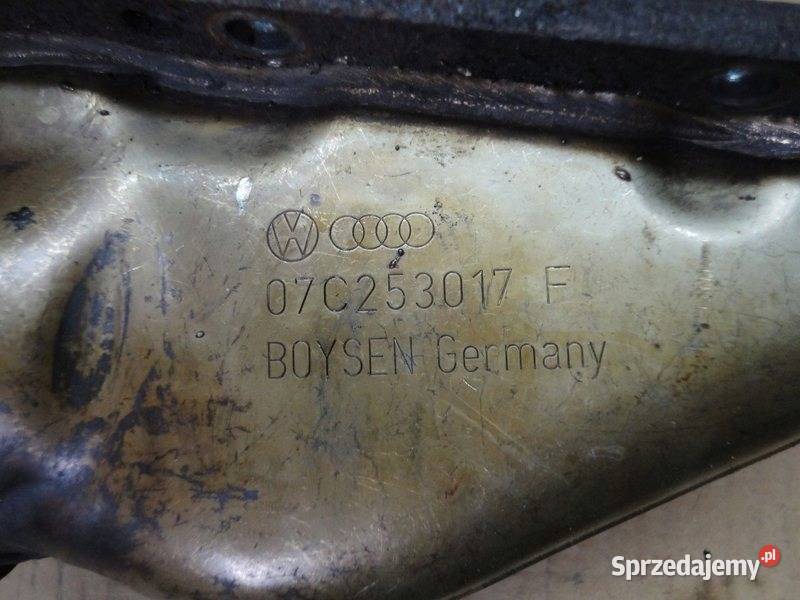 07C253017 F
BOYSEN Germany
Sprzedajemy.pl